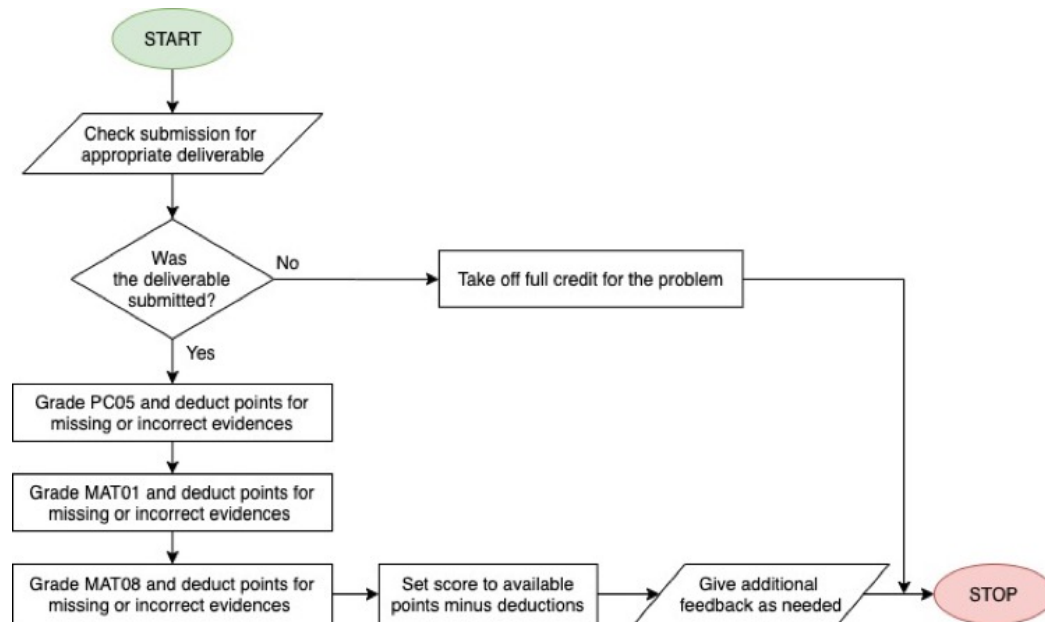 START
Check submission for
appropriate deliverable
Was
the deliverable
submitted?
No
Take off full credit for the problem
Yes
Grade PC05 and deduct points for
missing or incorrect evidences
Grade MAT01 and deduct points for
missing or incorrect evidences
Grade MAT08 and deduct points for
missing or incorrect evidences
Set score to available
points minus deductions
Give additional
feedback as needed
STOP